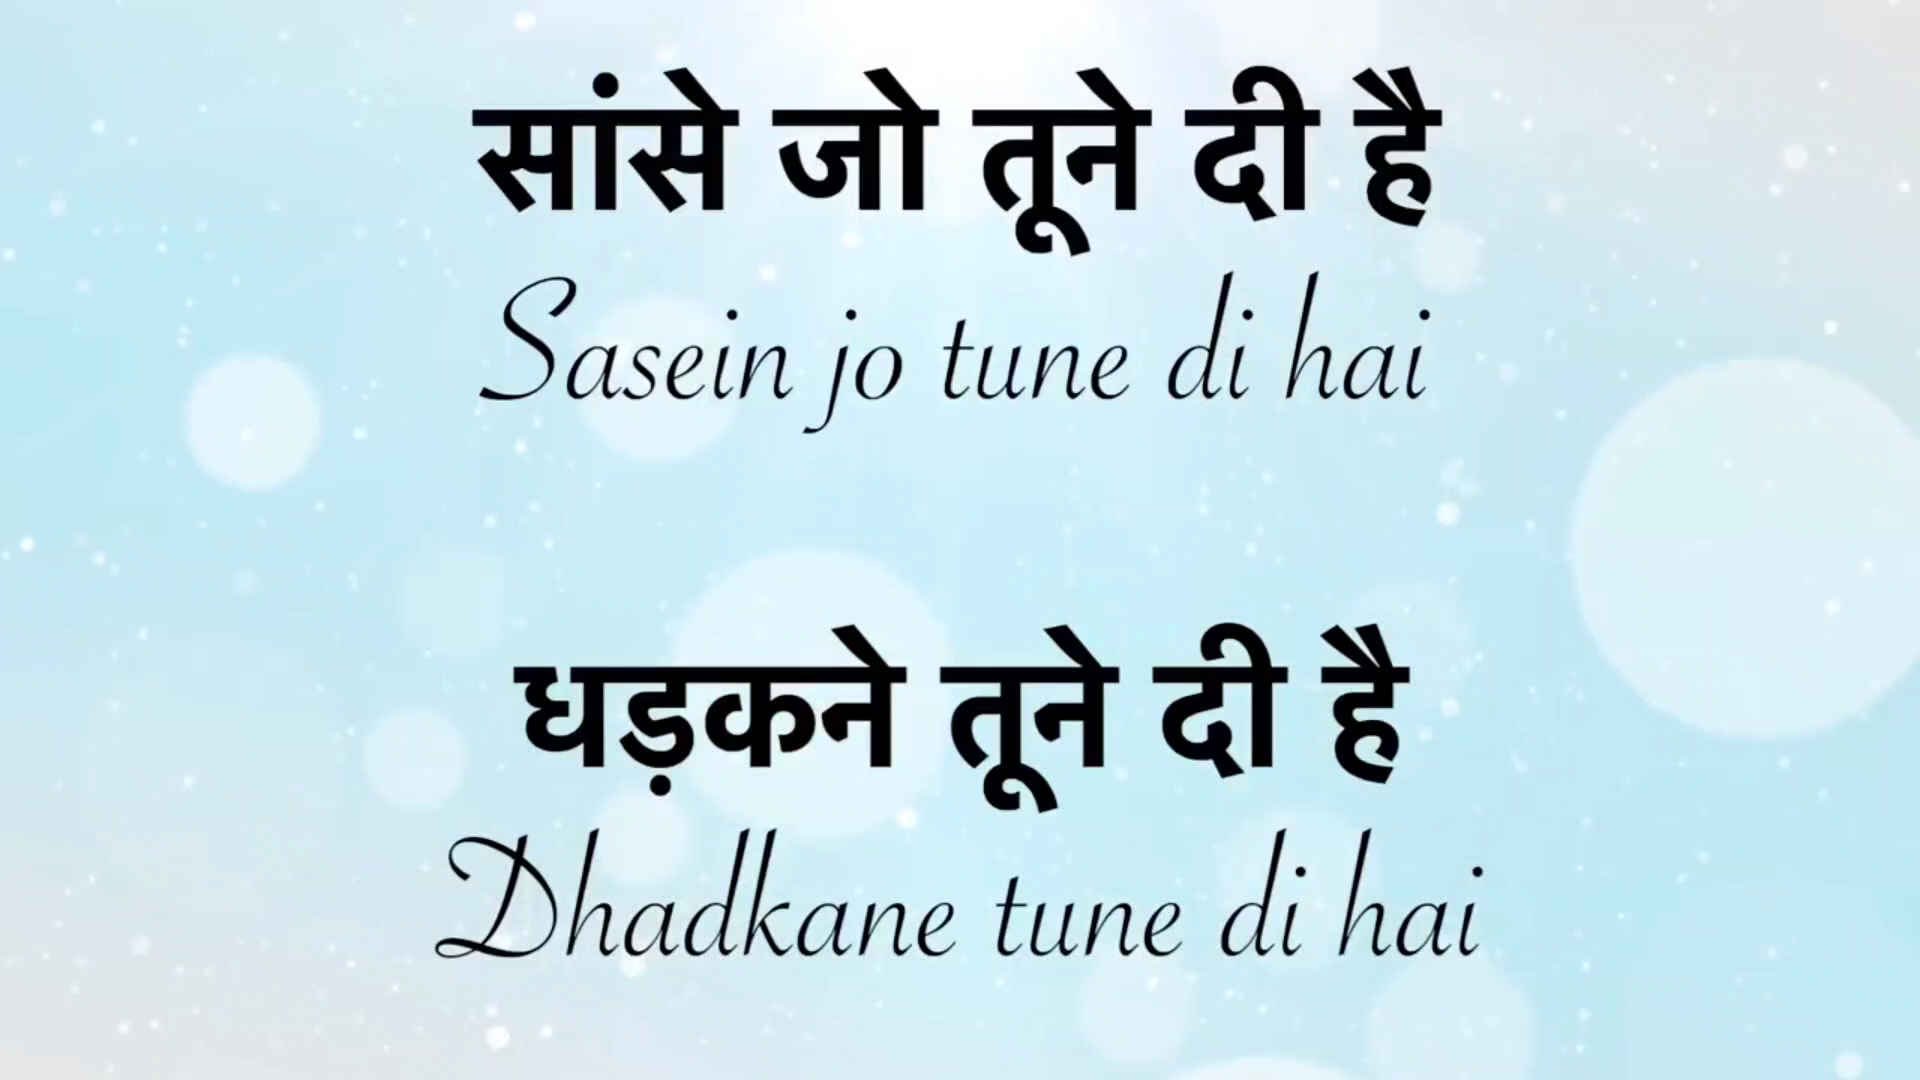 सांसे जो तूने दी है
Sasein jo tune di hai
धड़कने तूने दी है
Dhadkane tune di hai